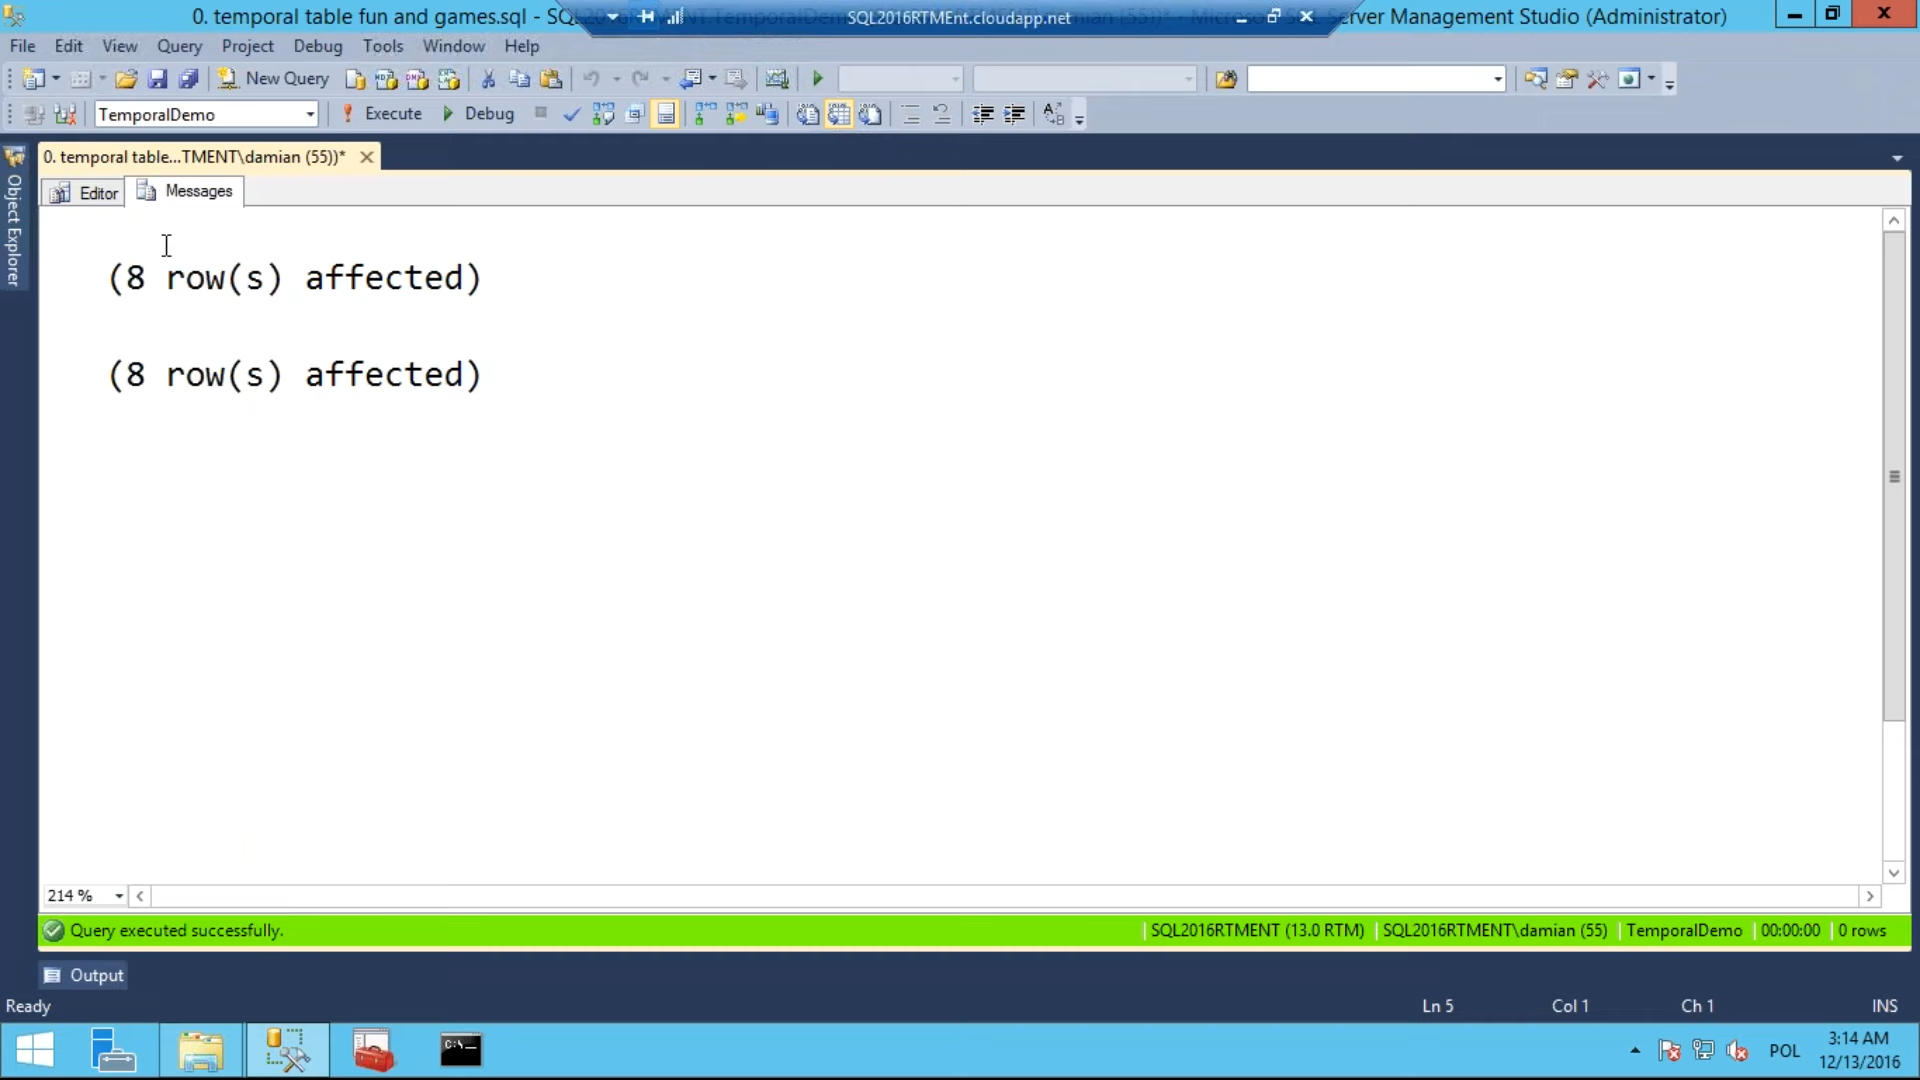 0. temporal table fun and games.sql - SQL2016RTMENT.TemporalDemo
SQL2016RTMEnt.cloudapp.net
Server Management Studio (Administrator)
File Edit View Query Project Debug Tools Window Help
New Query
TemporalDemo Execute Debug
0. temporal table...TMENT\damian (55))*
Object Explorer
Editor Messages
(8 row(s) affected)
(8 row(s) affected)
214 %
Query executed successfully. SQL2016RTMENT (13.0 RTM) SQL2016RTMENT\damian (55) TemporalDemo 00:00:00 0 rows
Output
Ready Ln 5 Col 1 Ch 1 INS
C:\_
POL 3:14 AM
12/13/2016